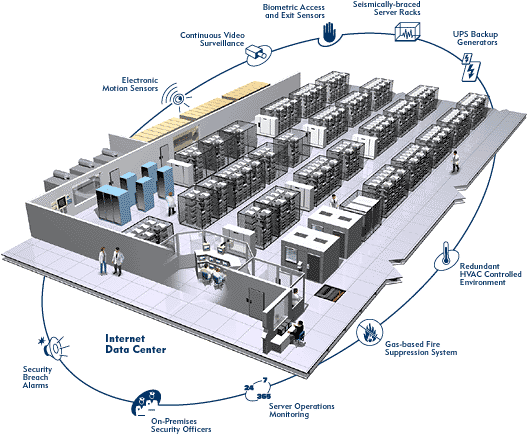 Biometric Access
and Exit Sensors
Seismically-braced
Server Racks
Continuous Video
Surveillance
UPS Backup
Generators
Electronic
Motion Sensors
Redundant
HVAC Controlled
Environment
Internet
Data Center
Gas-based Fire
Suppression System
Security
Breach
Alarms
24 7
365
Server Operations
Monitoring
On-Premises
Security Officers